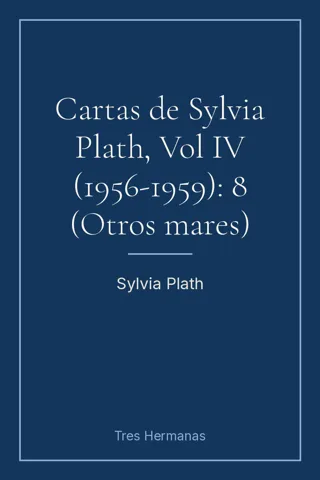 Cartas de Sylvia
Plath, Vol IV
(1956-1959): 8
(Otros mares)
Sylvia Plath
Tres Hermanas